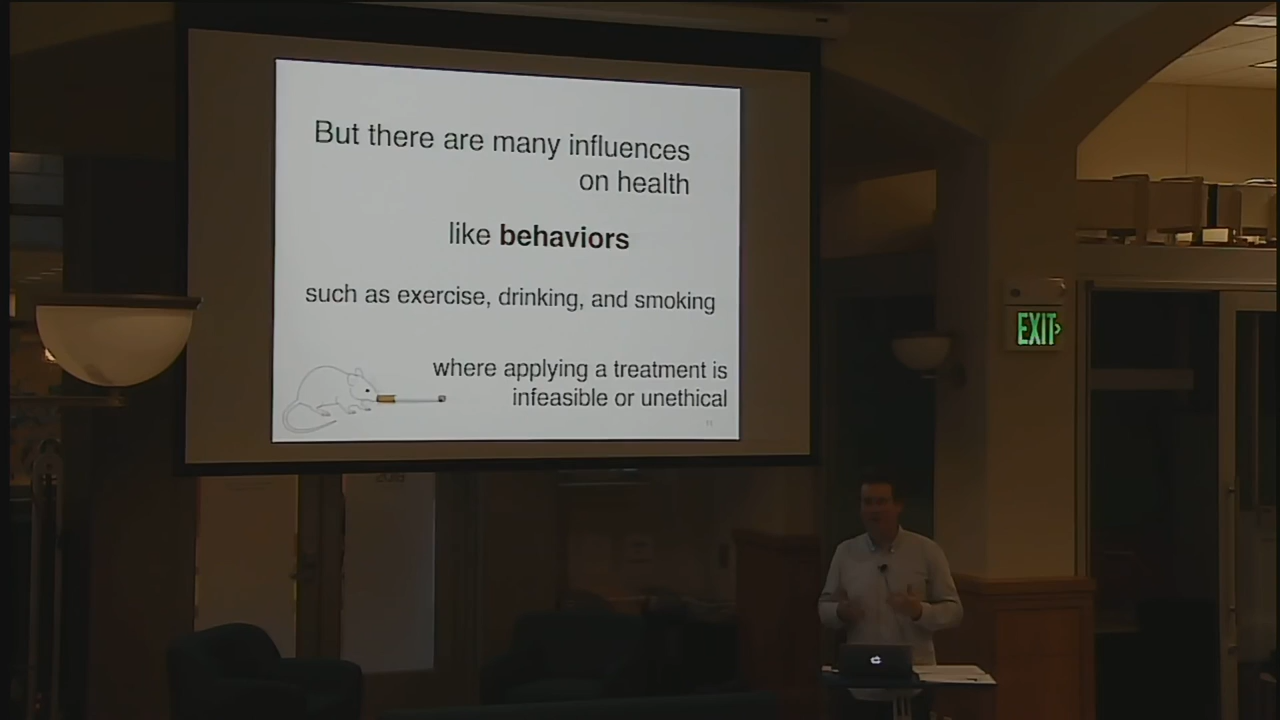 But there are many influences
on health
like behaviors
such as exercise, drinking, and smoking
where applying a treatment is
infeasible or unethical
11
EXIT